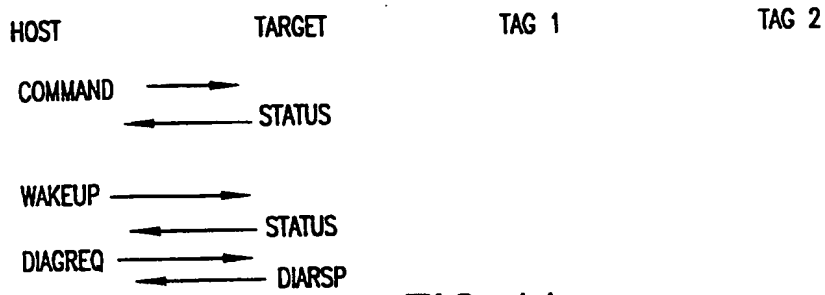 HOST TARGET TAG 1 TAG 2
COMMAND
STATUS
WAKEUP
STATUS
DIAGREQ
DIARSP